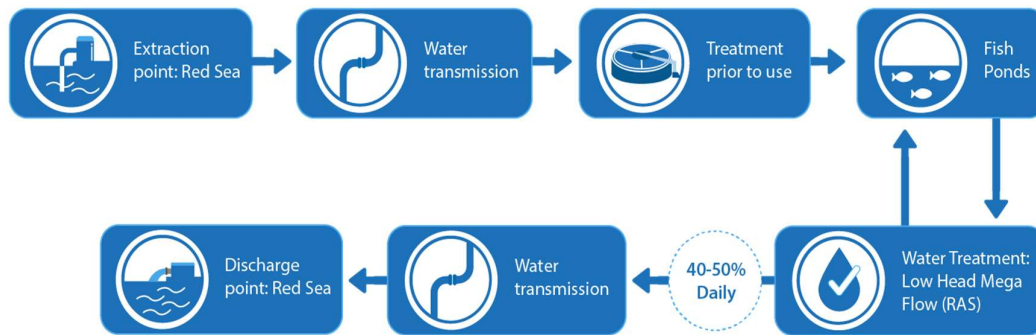 Extraction
point: Red Sea
Water
transmission
Treatment
prior to use
Fish
Ponds
Discharge
point: Red Sea
Water
transmission
40-50%
Daily
Water Treatment:
Low Head Mega
Flow (RAS)